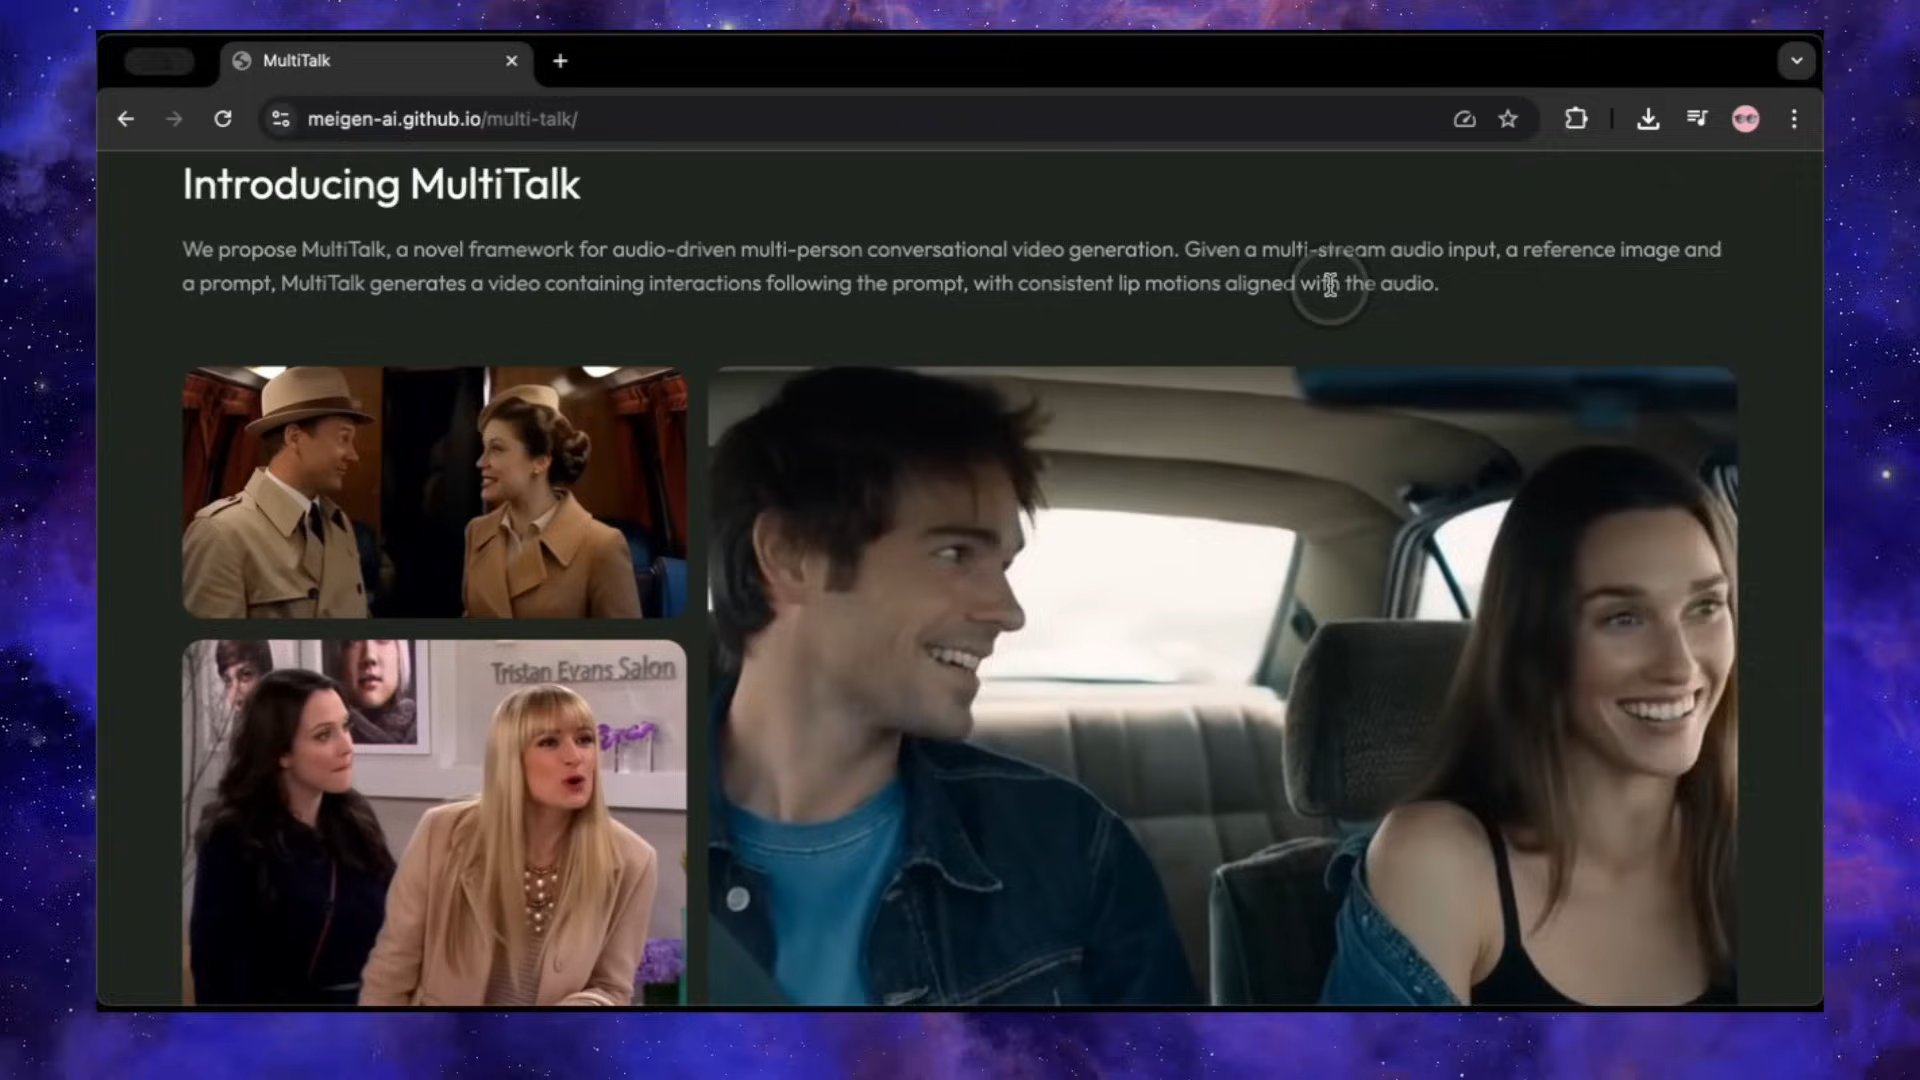 MultiTalk
meigen-ai.github.io/multi-talk/
Introducing MultiTalk
We propose MultiTalk, a novel framework for audio-driven multi-person conversational video generation. Given a multi-stream audio input, a reference image and
a prompt, MultiTalk generates a video containing interactions following the prompt, with consistent lip motions aligned with the audio.
Tristan Evans Salon